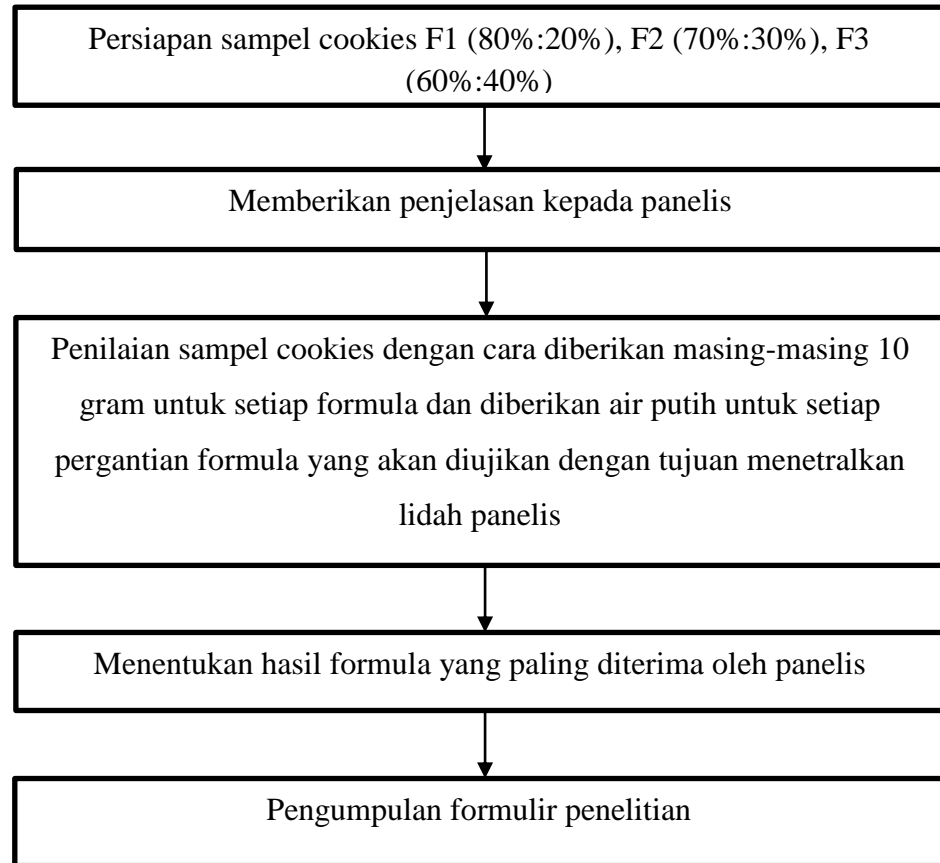 Persiapan sampel cookies F1 (80%:20%), F2 (70%:30%), F3
(60%:40%)
Memberikan penjelasan kepada panelis
Penilaian sampel cookies dengan cara diberikan masing-masing 10
gram untuk setiap formula dan diberikan air putih untuk setiap
pergantian formula yang akan diujikan dengan tujuan menetralkan
lidah panelis
Menentukan hasil formula yang paling diterima oleh panelis
Pengumpulan formulir penelitian